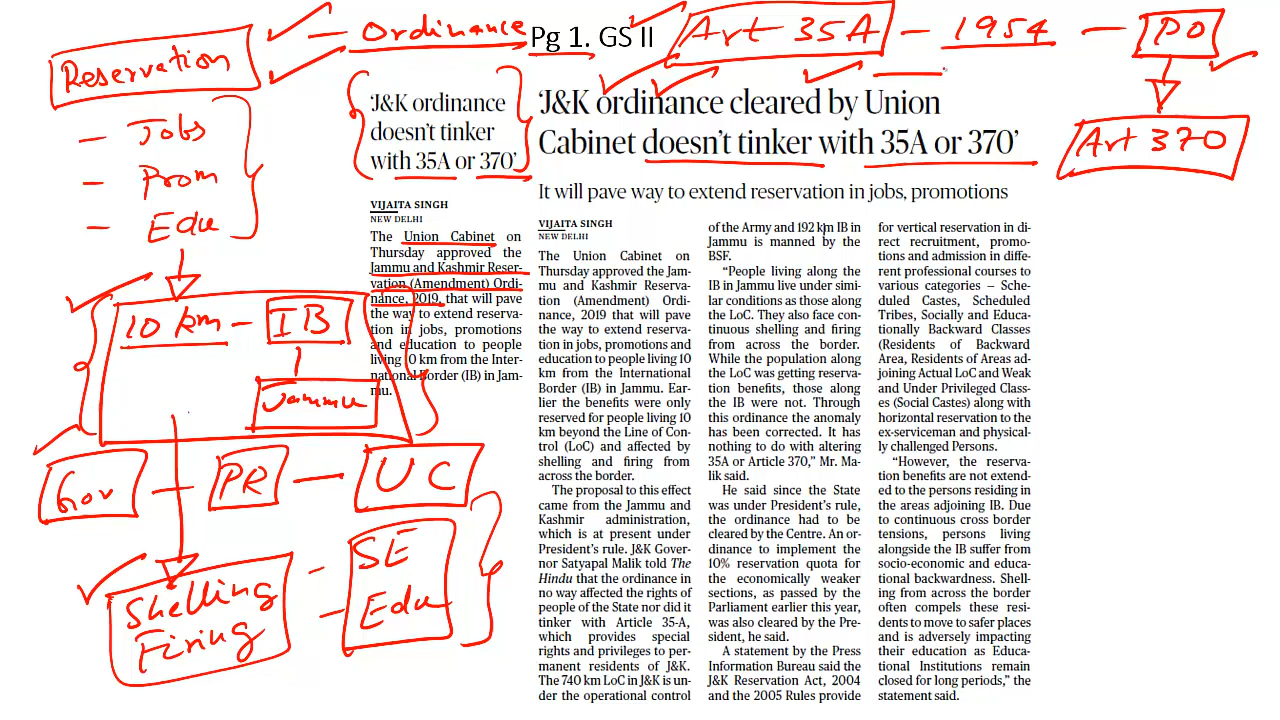 Ordinance
Pg 1. GS II
Art 35A – 1954 – PO
Art 370
Reservation
– Jobs
– Prom
– Edu
10 km – IB
Jammu
Gov – PR – UC
Shelling
Firing
– SE
– Edu
‘J&K ordinance
doesn’t tinker
with 35A or 370’
VIJAITA SINGH
NEW DELHI
The Union Cabinet on
Thursday approved the
Jammu and Kashmir Reser-
vation (Amendment) Ordi-
nance, 2019, that will pave
the way to extend reserva-
tion in jobs, promotions
and education to people
living 10 km from the Inter-
national Border (IB) in Jam-
mu.
‘J&K ordinance cleared by Union
Cabinet doesn’t tinker with 35A or 370’
It will pave way to extend reservation in jobs, promotions
VIJAITA SINGH
NEW DELHI
The Union Cabinet on
Thursday approved the Jam-
mu and Kashmir Reserva-
tion (Amendment) Ordi-
nance, 2019 that will pave
the way to extend reserva-
tion in jobs, promotions and
education to people living 10
km from the International
Border (IB) in Jammu. Ear-
lier the benefits were only
reserved for people living 10
km beyond the Line of Con-
trol (LoC) and affected by
shelling and firing from
across the border.
The proposal to this effect
came from the Jammu and
Kashmir administration,
which is at present under
President’s rule. J&K Gover-
nor Satyapal Malik told The
Hindu that the ordinance in
no way affected the rights of
people of the State nor did it
tinker with Article 35-A,
which provides special
rights and privileges to per-
manent residents of J&K.
The 740 km LoC in J&K is un-
der the operational control
of the Army and 192 km IB in
Jammu is manned by the
BSF.
“People living along the
IB in Jammu live under simi-
lar conditions as those along
the LoC. They also face con-
tinuous shelling and firing
from across the border.
While the population along
the LoC was getting reserva-
tion benefits, those along
the IB were not. Through
this ordinance the anomaly
has been corrected. It has
nothing to do with altering
35A or Article 370,” Mr. Ma-
lik said.
He said since the State
was under President’s rule,
the ordinance had to be
cleared by the Centre. An or-
dinance to implement the
10% reservation quota for
the economically weaker
sections, as passed by the
Parliament earlier this year,
was also cleared by the Pre-
sident, he said.
A statement by the Press
Information Bureau said the
J&K Reservation Act, 2004
and the 2005 Rules provide
for vertical reservation in di-
rect recruitment, promo-
tions and admission in differ-
ent professional courses to
various categories – Sche-
duled Castes, Scheduled
Tribes, Socially and Educa-
tionally Backward Classes
(Residents of Backward
Area, Residents of Areas ad-
joining Actual LoC and Weak
and Under Privileged Class-
es (Social Castes) along with
horizontal reservation to the
ex-serviceman and physical-
ly challenged Persons.
“However, the reserva-
tion benefits are not extend-
ed to the persons residing in
the areas adjoining IB. Due
to continuous cross border
tensions, persons living
alongside the IB suffer from
socio-economic and educa-
tional backwardness. Shell-
ing from across the border
often compels these resi-
dents to move to safer places
and is adversely impacting
their education as Educa-
tional Institutions remain
closed for long periods,” the
statement said.